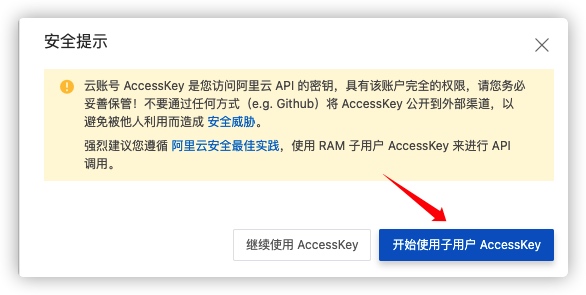 安全提示
云账号 AccessKey 是您访问阿里云 API 的密钥，具有该账户完全的权限，请您务必
妥善保管！不要通过任何方式（e.g. Github）将 AccessKey 公开到外部渠道，以
避免被他人利用而造成 安全威胁。
强烈建议您遵循 阿里云安全最佳实践，使用 RAM 子用户 AccessKey 来进行 API
调用。
继续使用 AccessKey
开始使用子用户 AccessKey